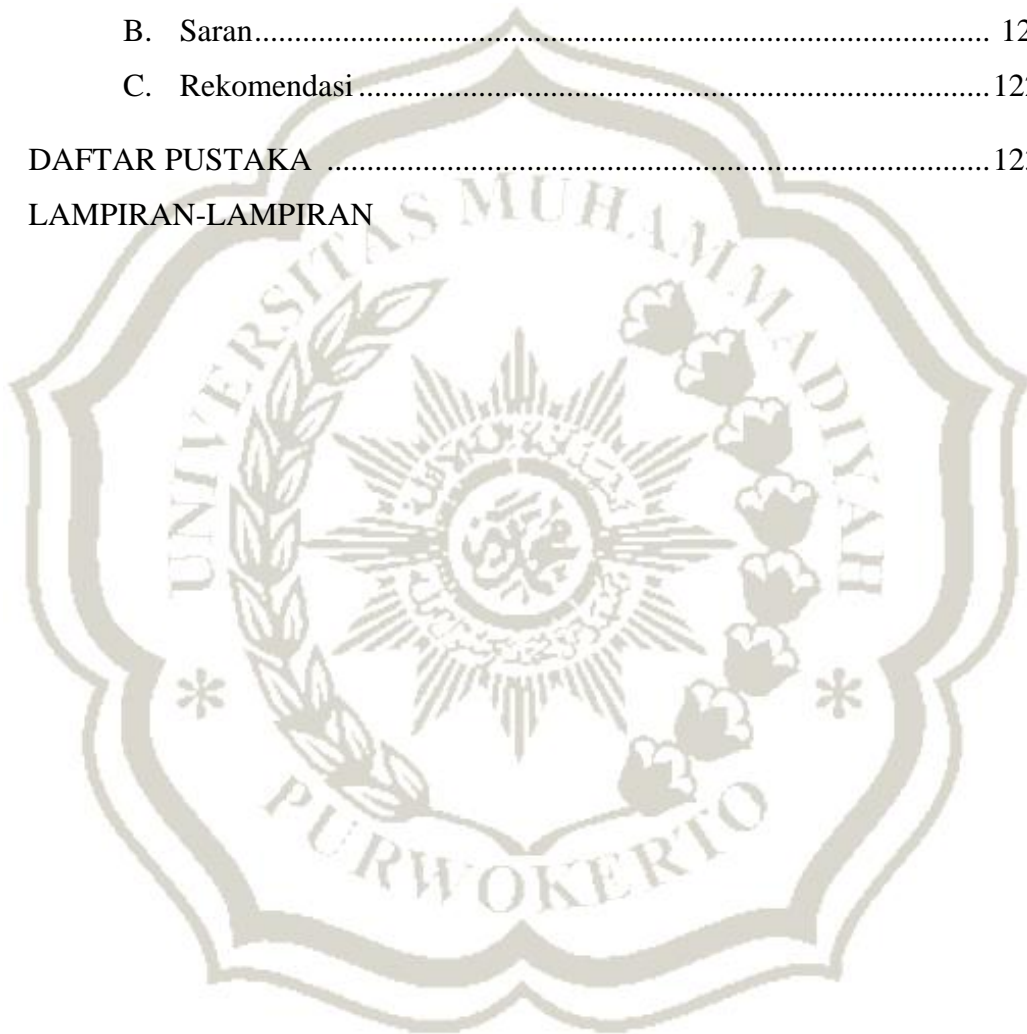 B. Saran........................................................................................... 12
C. Rekomendasi..............................................................................12
DAFTAR PUSTAKA ..................................................................................12
LAMPIRAN-LAMPIRAN
UNIVERSITAS MUHAMMADIYAH
PURWOKERTO